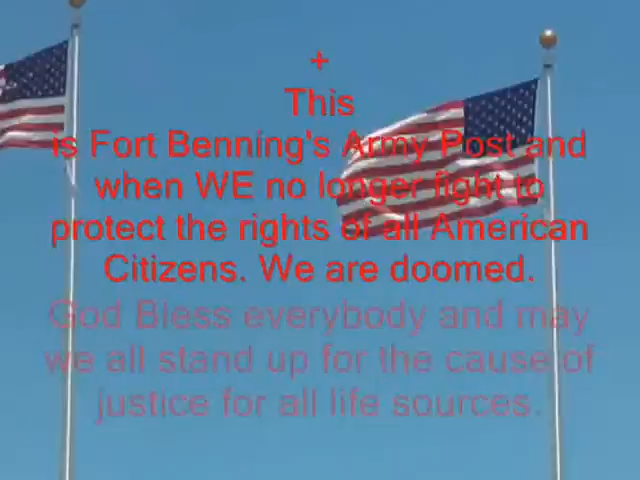 +
This
is Fort Benning's Army Post and
when WE no longer fight to
protect the rights of all American
Citizens. We are doomed.
God Bless everybody and may
we all stand up for the cause of
justice for all life sources.